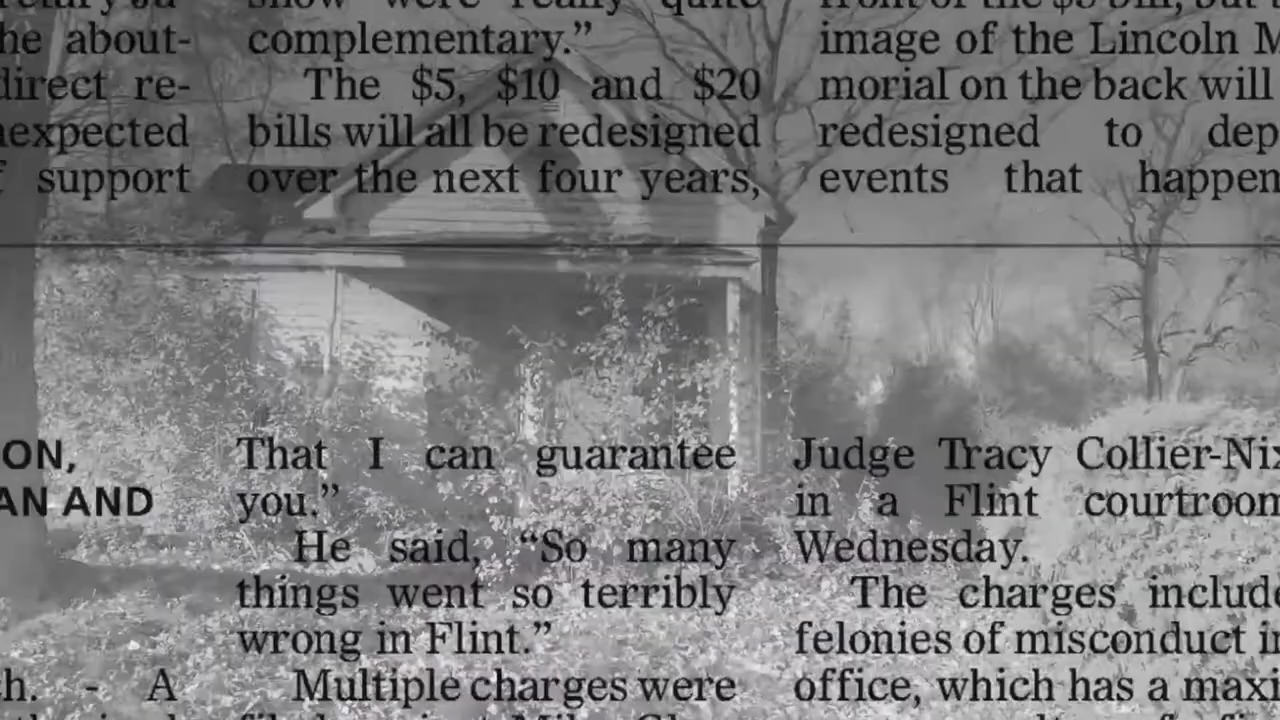 he about-
direct re-
expected
support
complementary.”
The $5, $10 and $20
bills will all be redesigned
over the next four years,
image of the Lincoln M
morial on the back will
redesigned to dep
events that happen
ON,
AN AND
ch. - A
That I can guarantee
you.”
He said, “So many
things went so terribly
wrong in Flint.”
Multiple charges were
Judge Tracy Collier-Nix
in a Flint courtroom
Wednesday.
The charges include
felonies of misconduct in
office, which has a maxi